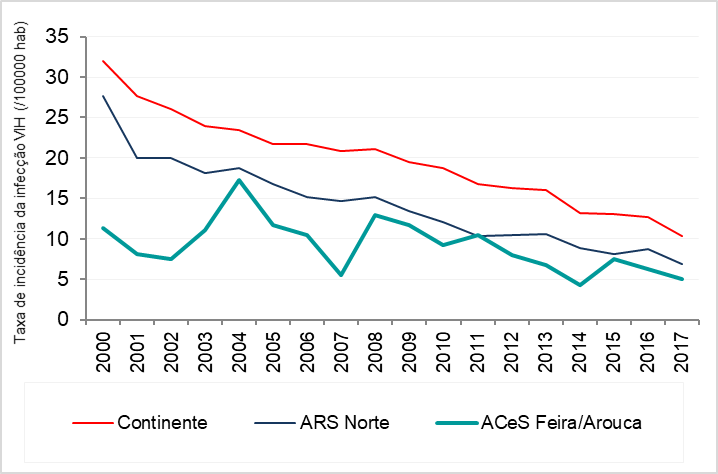 Taxa de incidência da infecção VIH (/100000 hab)
35
30
25
20
15
10
5
0
2000 2001 2002 2003 2004 2005 2006 2007 2008 2009 2010 2011 2012 2013 2014 2015 2016 2017
Continente ARS Norte ACeS Feira/Arouca